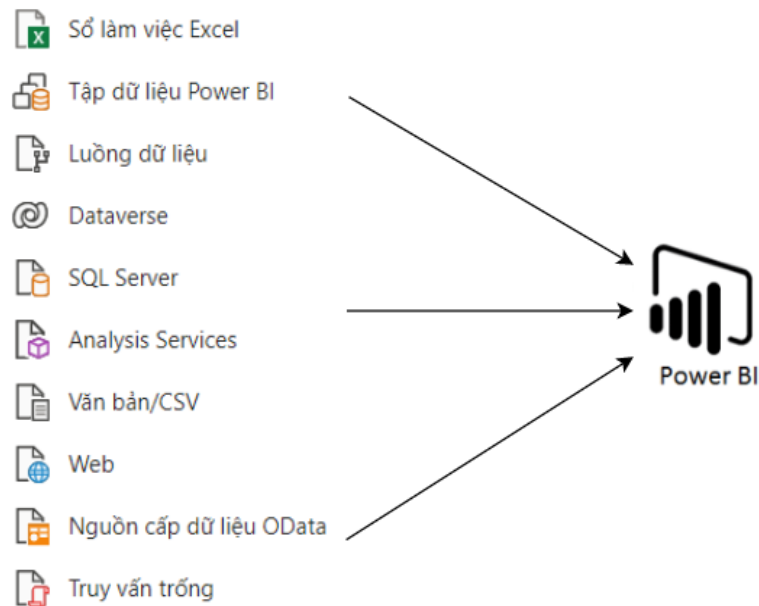 Sổ làm việc Excel
Tập dữ liệu Power BI
Luồng dữ liệu
Dataverse
SQL Server
Analysis Services
Văn bản/CSV
Web
Nguồn cấp dữ liệu OData
Truy vấn trống
Power BI